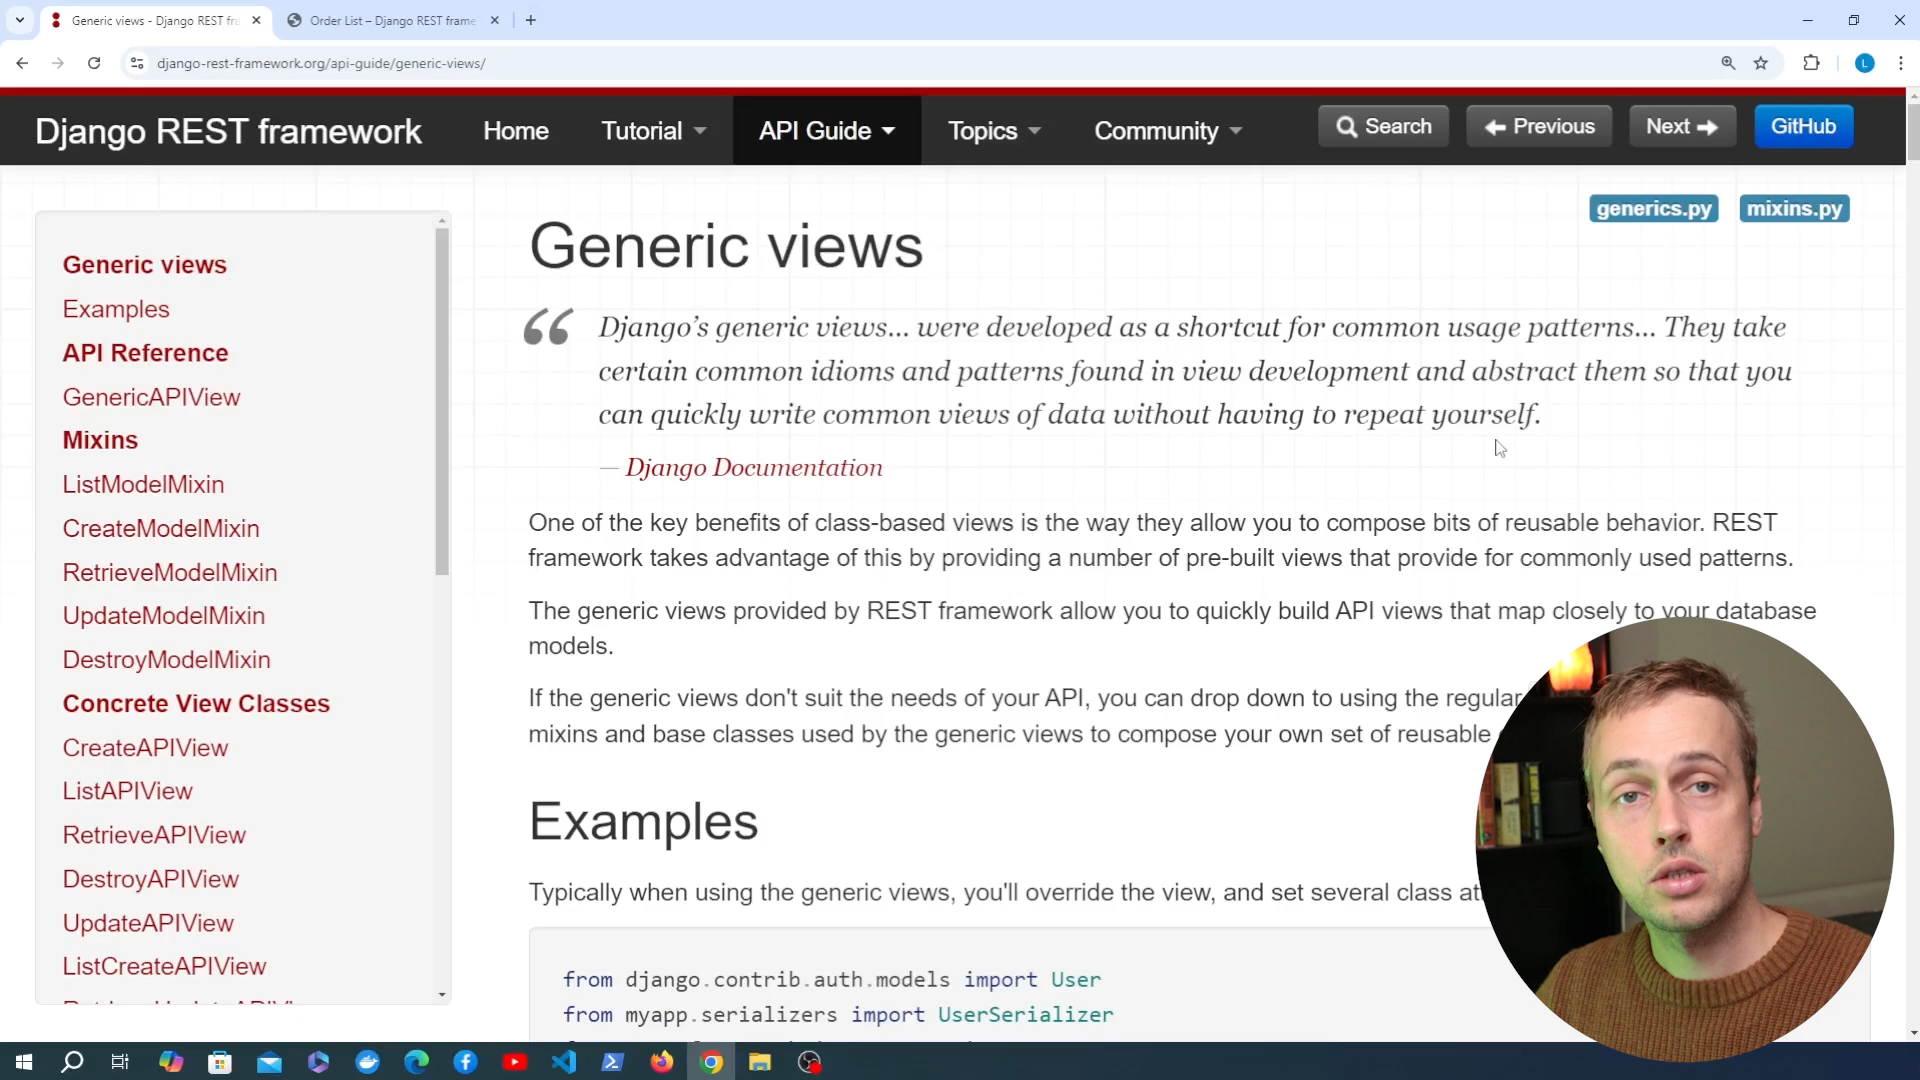 Generic views - Django REST fra
Order List – Django REST frame
django-rest-framework.org/api-guide/generic-views/
L
Django REST framework
Home
Tutorial
API Guide
Topics
Community
Search
Previous
Next
GitHub
generics.py
mixins.py
Generic views
Examples
API Reference
GenericAPIView
Mixins
ListModelMixin
CreateModelMixin
RetrieveModelMixin
UpdateModelMixin
DestroyModelMixin
Concrete View Classes
CreateAPIView
ListAPIView
RetrieveAPIView
DestroyAPIView
UpdateAPIView
ListCreateAPIView
Generic views
“ Django’s generic views... were developed as a shortcut for common usage patterns... They take
certain common idioms and patterns found in view development and abstract them so that you
can quickly write common views of data without having to repeat yourself.
— Django Documentation
One of the key benefits of class-based views is the way they allow you to compose bits of reusable behavior. REST
framework takes advantage of this by providing a number of pre-built views that provide for commonly used patterns.
The generic views provided by REST framework allow you to quickly build API views that map closely to your database
models.
If the generic views don't suit the needs of your API, you can drop down to using the regular
mixins and base classes used by the generic views to compose your own set of reusable
Examples
Typically when using the generic views, you'll override the view, and set several class at
from django.contrib.auth.models import User
from myapp.serializers import UserSerializer